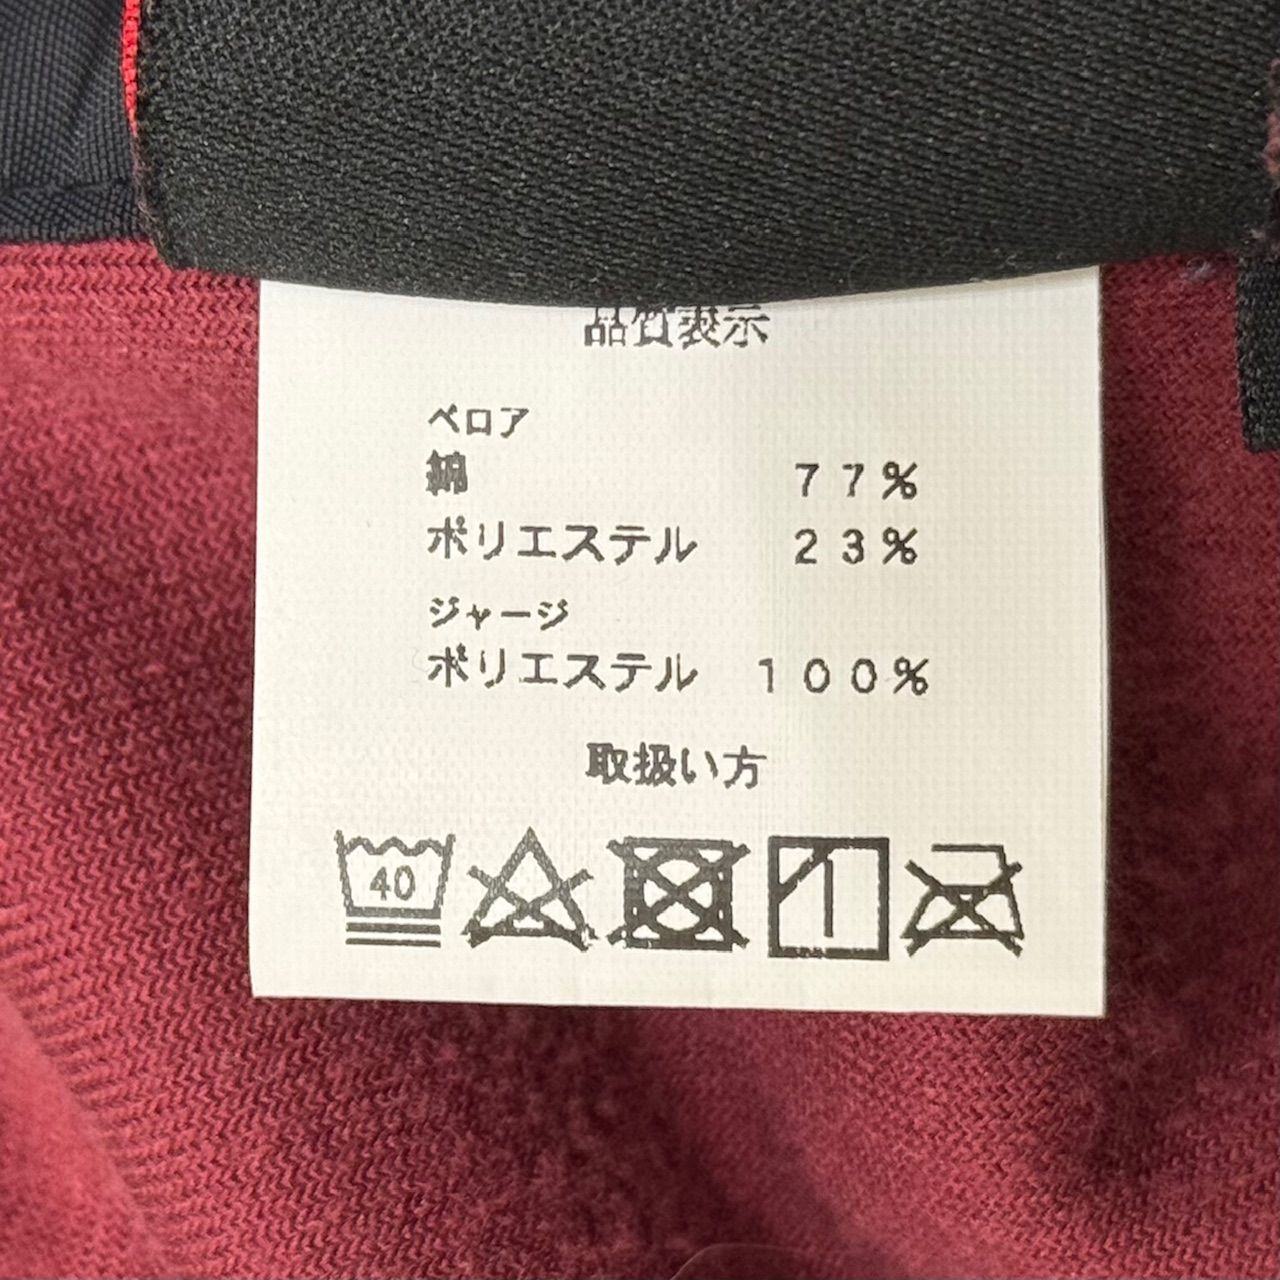 品質表示
ベロア
綿 77%
ポリエステル 23%
ジャージ
ポリエステル 100%
取扱い方
40